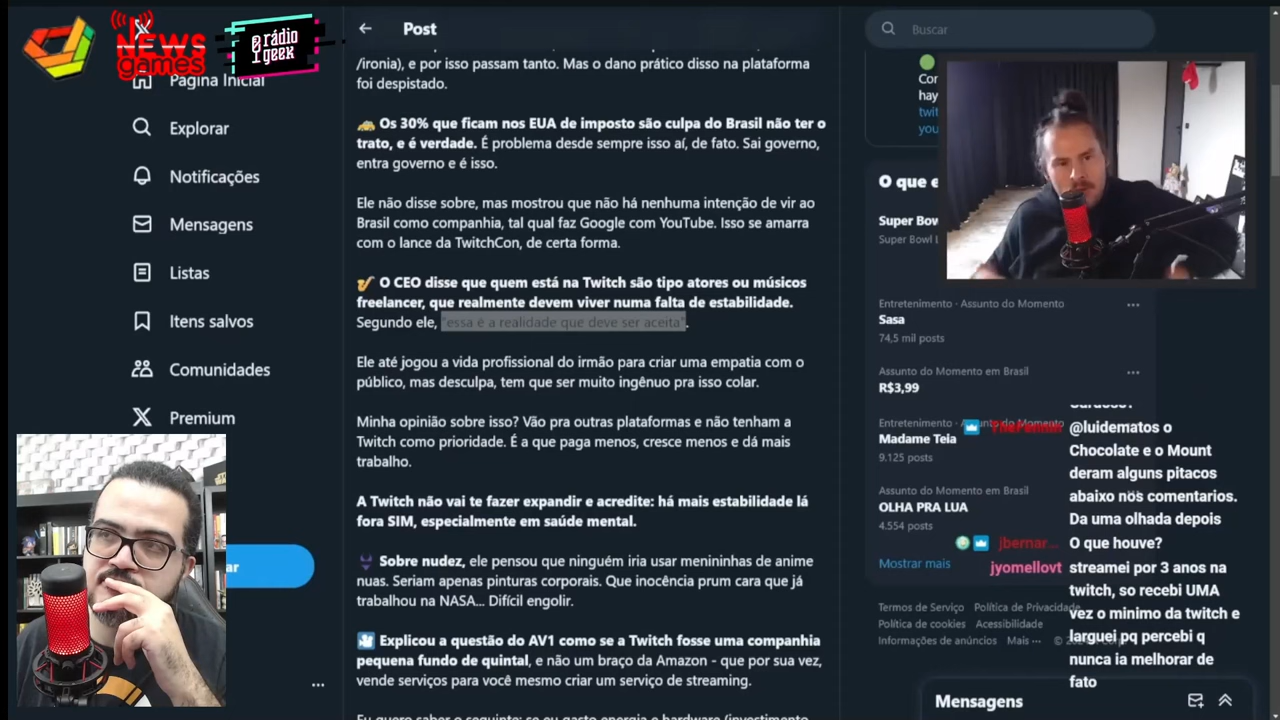 NEWS
games
rádio
geek
Página Inicial
Explorar
Notificações
Mensagens
Listas
Itens salvos
Comunidades
Premium
ar
Post
/ironia), e por isso passam tanto. Mas o dano prático disso na plataforma
foi despistado.
Os 30% que ficam nos EUA de imposto são culpa do Brasil não ter o
trato, e é verdade. É problema desde sempre isso aí, de fato. Sai governo,
entra governo e é isso.
Ele não disse sobre, mas mostrou que não há nenhuma intenção de vir ao
Brasil como companhia, tal qual faz Google com YouTube. Isso se amarra
com o lance da TwitchCon, de certa forma.
O CEO disse que quem está na Twitch são tipo atores ou músicos
freelancer, que realmente devem viver numa falta de estabilidade.
Segundo ele, "essa é a realidade que deve ser aceita".
Ele até jogou a vida profissional do irmão para criar uma empatia com o
público, mas desculpa, tem que ser muito ingênuo pra isso colar.
Minha opinião sobre isso? Vão pra outras plataformas e não tenham a
Twitch como prioridade. É a que paga menos, cresce menos e dá mais
trabalho.
A Twitch não vai te fazer expandir e acredite: há mais estabilidade lá
fora SIM, especialmente em saúde mental.
Sobre nudez, ele pensou que ninguém iria usar menininhas de anime
nuas. Seriam apenas pinturas corporais. Que inocência prum cara que já
trabalhou na NASA... Difícil engolir.
Explicou a questão do AV1 como se a Twitch fosse uma companhia
pequena fundo de quintal, e não um braço da Amazon - que por sua vez,
vende serviços para você mesmo criar um serviço de streaming.
Eu quero saber o seguinte: se eu gasto energia e hardware (investimento
Buscar
Con
hay
twit
you
O que e
Super Bow
Super Bowl
Entretenimento · Assunto do Momento
Sasa
74,5 mil posts
Assunto do Momento em Brasil
R$3,99
Entretenimento · Assunto do Momento
Madame Teia
9.125 posts
Assunto do Momento em Brasil
OLHA PRA LUA
4.554 posts
Mostrar mais
Termos de Serviço Política de Privacidade
Política de cookies Acessibilidade
Informações de anúncios Mais ··· ©
Mensagens
@luidematos o
Chocolate e o Mount
deram alguns pitacos
abaixo nos comentarios.
Da uma olhada depois
jbernar... O que houve?
jyomellovt streamei por 3 anos na
twitch, so recebi UMA
vez o minimo da twitch e
larguei pq percebi q
nunca ia melhorar de
fato